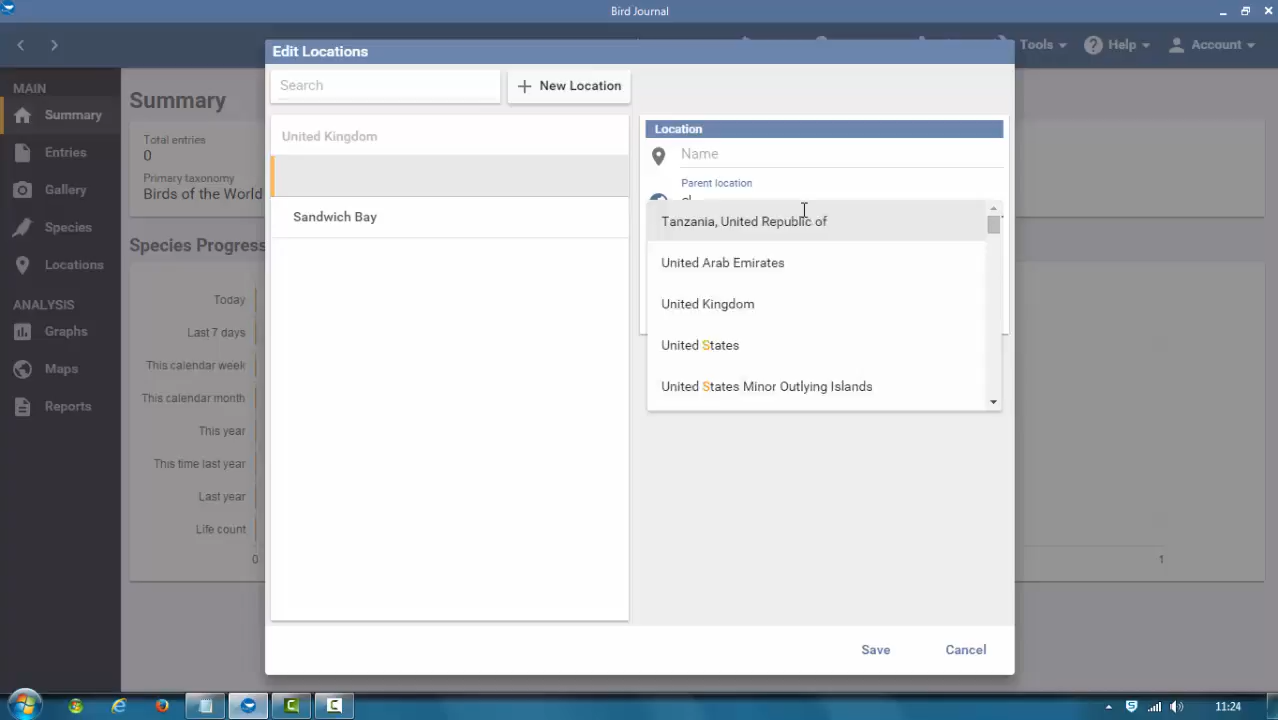 Bird Journal
Tools
Help
Account
Edit Locations
MAIN
Summary
Entries
Gallery
Species
Locations
ANALYSIS
Graphs
Maps
Reports
Summary
Total entries
0
Primary taxonomy
Birds of the World
Species Progress
Today
Last 7 days
This calendar week
This calendar month
This year
This time last year
Last year
Life count
0
1
Search
New Location
United Kingdom
Sandwich Bay
Location
Name
Parent location
Tanzania, United Republic of
United Arab Emirates
United Kingdom
United States
United States Minor Outlying Islands
Save
Cancel
11:24